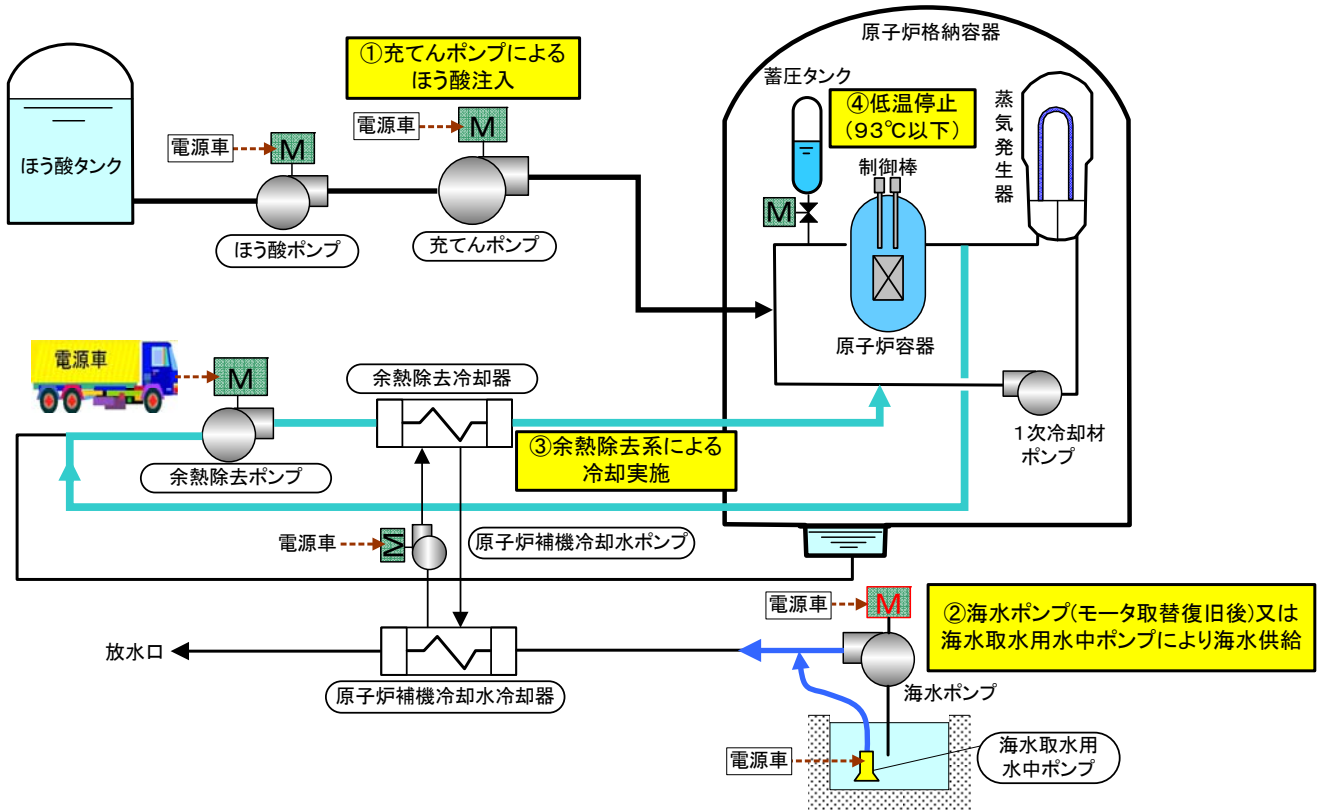 ①充てんポンプによる
ほう酸注入
原子炉格納容器
蓄圧タンク
④低温停止
（９３℃以下）
蒸気発生器
制御棒
電源車
M
電源車
M
ほう酸タンク
M
ほう酸ポンプ
充てんポンプ
原子炉容器
電源車
M
余熱除去冷却器
③余熱除去系による
冷却実施
１次冷却材
ポンプ
余熱除去ポンプ
電源車
M
原子炉補機冷却水ポンプ
電源車
M
②海水ポンプ(モータ取替復旧後)又は
海水取水用水中ポンプにより海水供給
放水口
原子炉補機冷却水冷却器
海水ポンプ
電源車
海水取水用
水中ポンプ